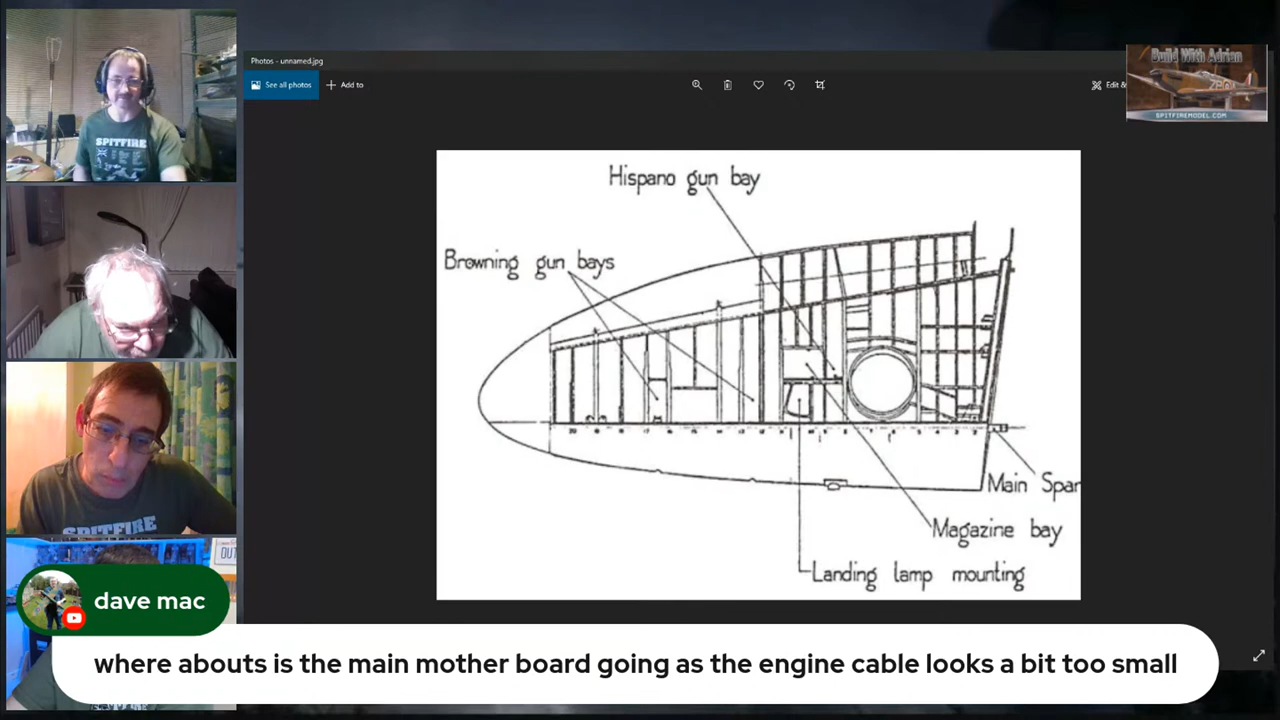 Photos - unnamed.jpg
See all photos
Add to
Edit &
Build With Adrian
SPITFIREMODEL.COM
SPITFIRE
Hispano gun bay
Browning gun bays
Main Spar
Magazine bay
Landing lamp mounting
SPITFIRE
DUT
dave mac
where abouts is the main mother board going as the engine cable looks a bit too small